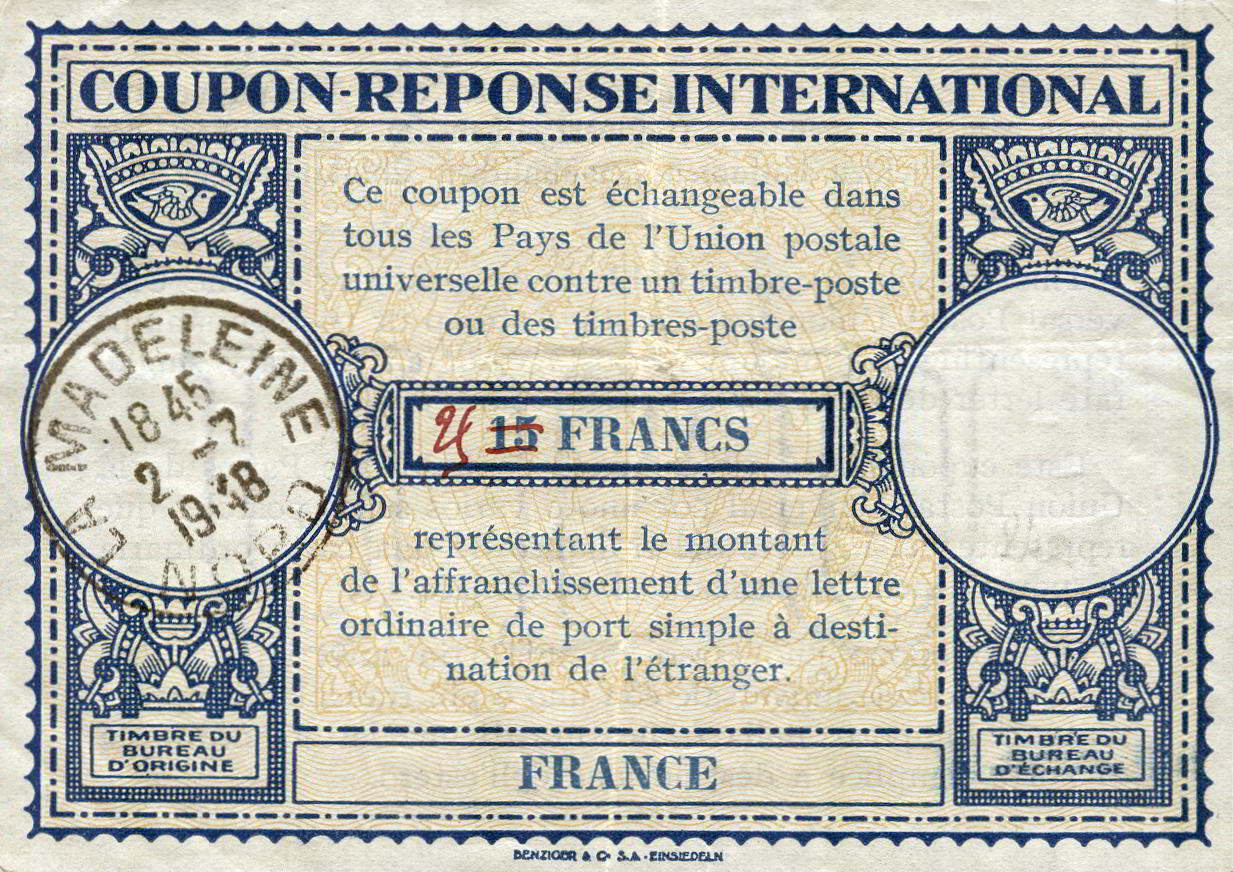 COUPON-REPONSE INTERNATIONAL
Ce coupon est échangeable dans
tous les Pays de l'Union postale
universelle contre un timbre-poste
ou des timbres-poste
25 15 FRANCS
représentant le montant
de l'affranchissement d'une lettre
ordinaire de port simple à desti-
nation de l'étranger.
LA MADELEINE
18 45
2 -7
1948
NORD
TIMBRE DU
BUREAU
D'ORIGINE
FRANCE
TIMBRE DU
BUREAU
D'ÉCHANGE
BENZIGER & Co S.A. - EINSIEDELN